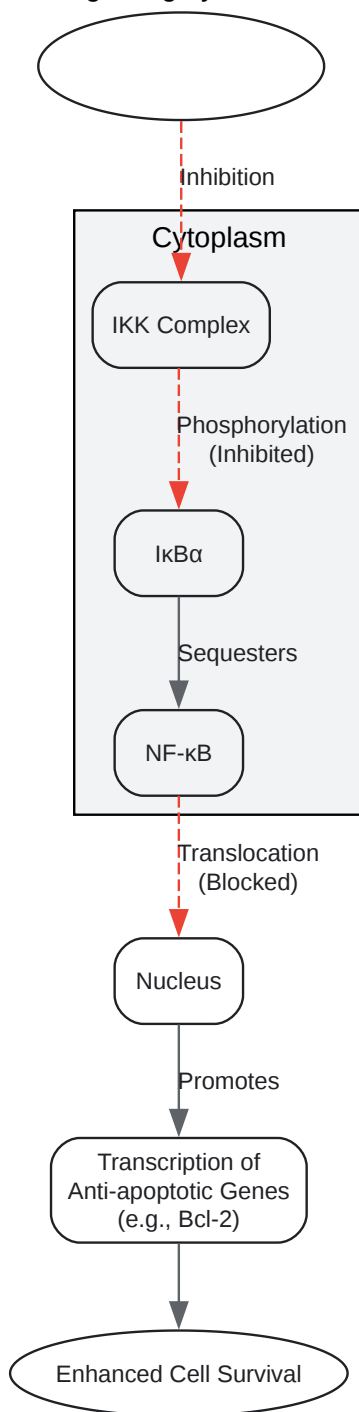 Inhibition
Cytoplasm
IKK Complex
Phosphorylation
(Inhibited)
IκBα
Sequesters
NF-κB
Translocation
(Blocked)
Nucleus
Promotes
Transcription of
Anti-apoptotic Genes
(e.g., Bcl-2)
Enhanced Cell Survival